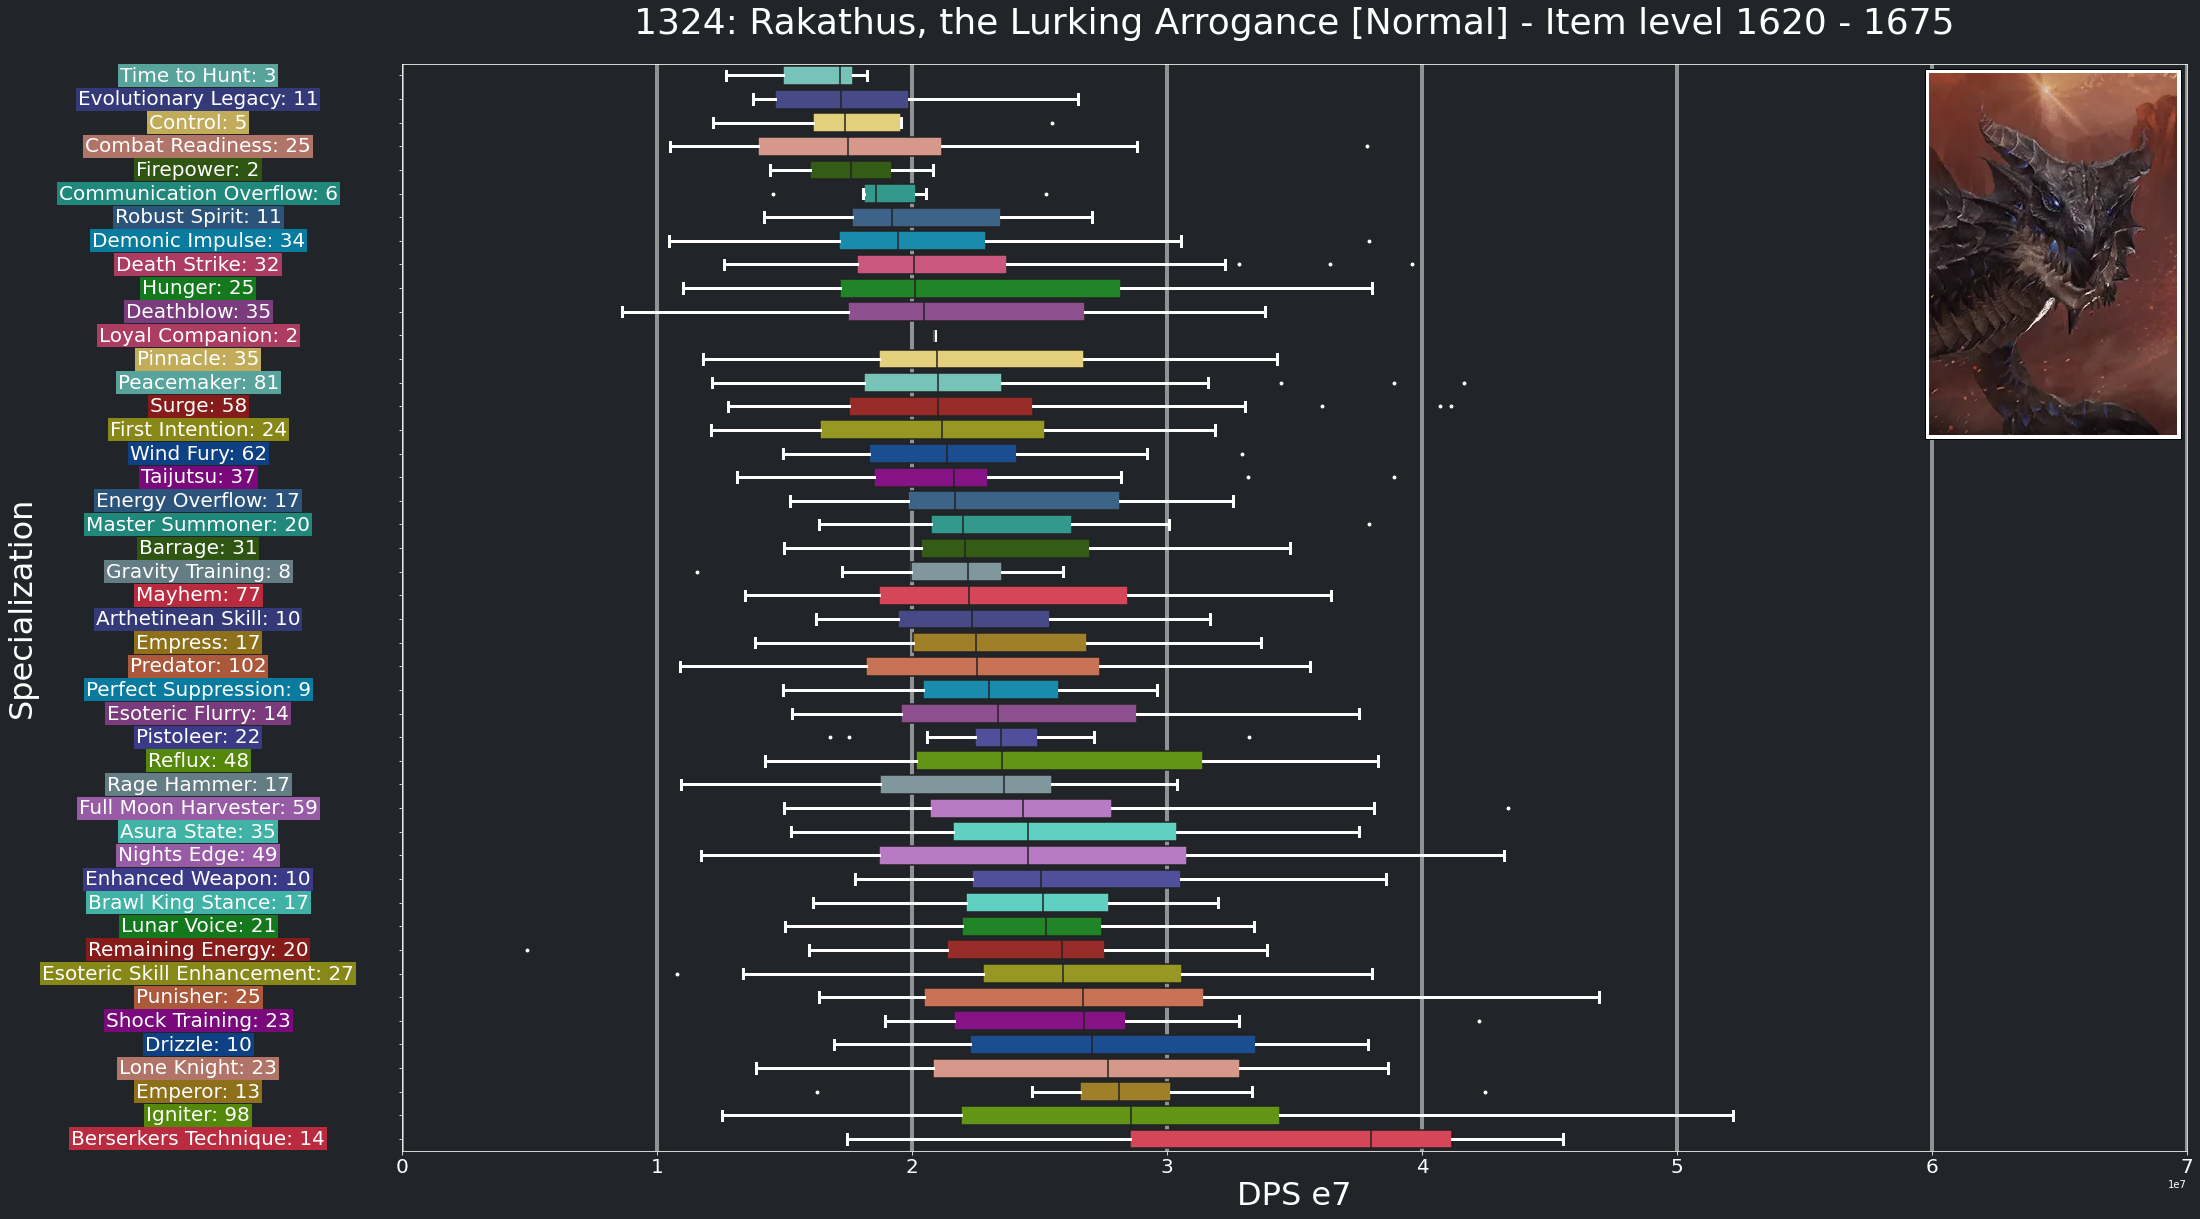 1324: Rakathus, the Lurking Arrogance [Normal] - Item level 1620 - 1675
Time to Hunt: 3
Evolutionary Legacy: 11
Control: 5
Combat Readiness: 25
Firepower: 2
Communication Overflow: 6
Robust Spirit: 11
Demonic Impulse: 34
Death Strike: 32
Hunger: 25
Deathblow: 35
Loyal Companion: 2
Pinnacle: 35
Peacemaker: 81
Surge: 58
First Intention: 24
Wind Fury: 62
Taijutsu: 37
Energy Overflow: 17
Master Summoner: 20
Barrage: 31
Gravity Training: 8
Mayhem: 77
Arthetinean Skill: 10
Empress: 17
Predator: 102
Perfect Suppression: 9
Esoteric Flurry: 14
Pistoleer: 22
Reflux: 48
Rage Hammer: 17
Full Moon Harvester: 59
Asura State: 35
Nights Edge: 49
Enhanced Weapon: 10
Brawl King Stance: 17
Lunar Voice: 21
Remaining Energy: 20
Esoteric Skill Enhancement: 27
Punisher: 25
Shock Training: 23
Drizzle: 10
Lone Knight: 23
Emperor: 13
Igniter: 98
Berserkers Technique: 14
Specialization
0 1 2 3 4 5 6 7
DPS e7
1e7